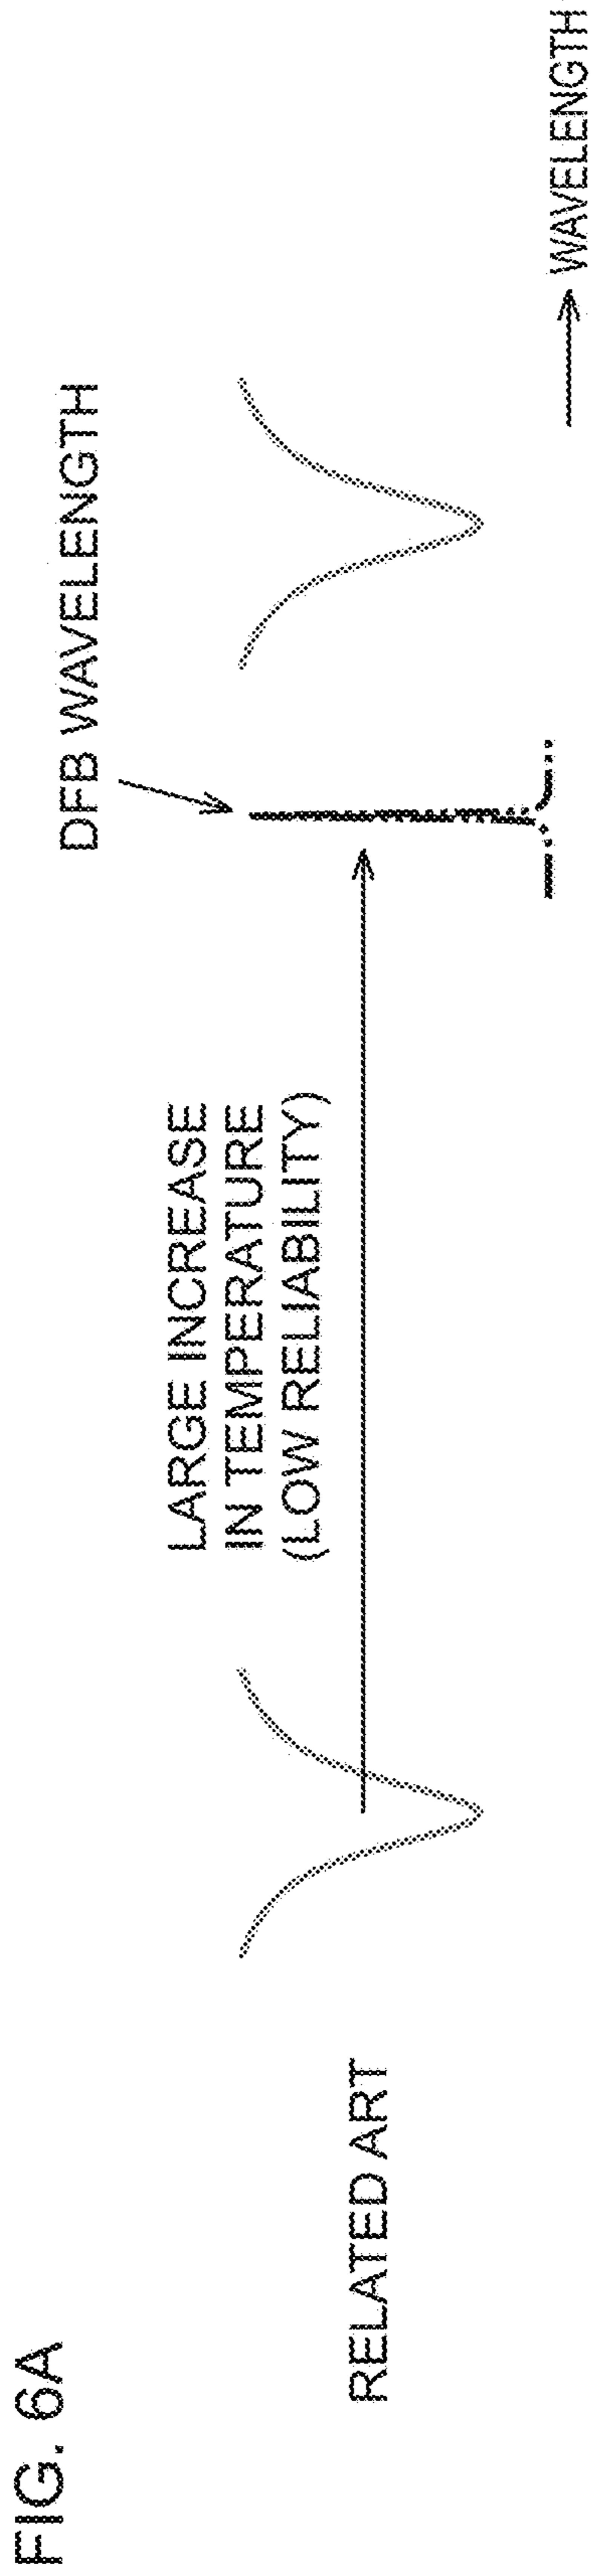 FIG. 6A
RELATED ART
LARGE INCREASE
IN TEMPERATURE
(LOW RELIABILITY)
DFB WAVELENGTH
WAVELENGTH